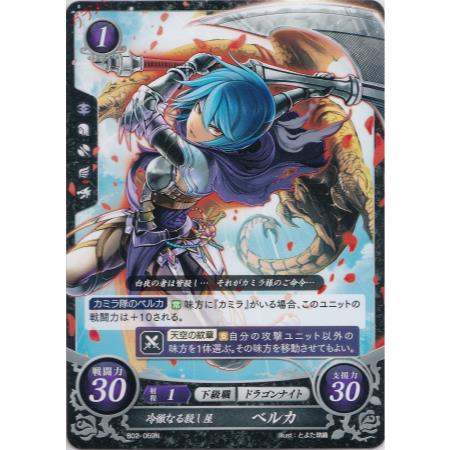 1
白夜の者は皆殺し… それがカミラ様のご命令…
カミラ隊のベルカ 常 味方に『カミラ』がいる場合、このユニットの
戦闘力は+10される。
天空の紋章 攻 自分の攻撃ユニット以外の
味方を1体選ぶ。その味方を移動させてもよい。
戦闘力 30
射程 1 下級職 ドラゴンナイト
支援力 30
冷徹なる殺し屋 ベルカ
B02-069N
illust:とよた瑣織